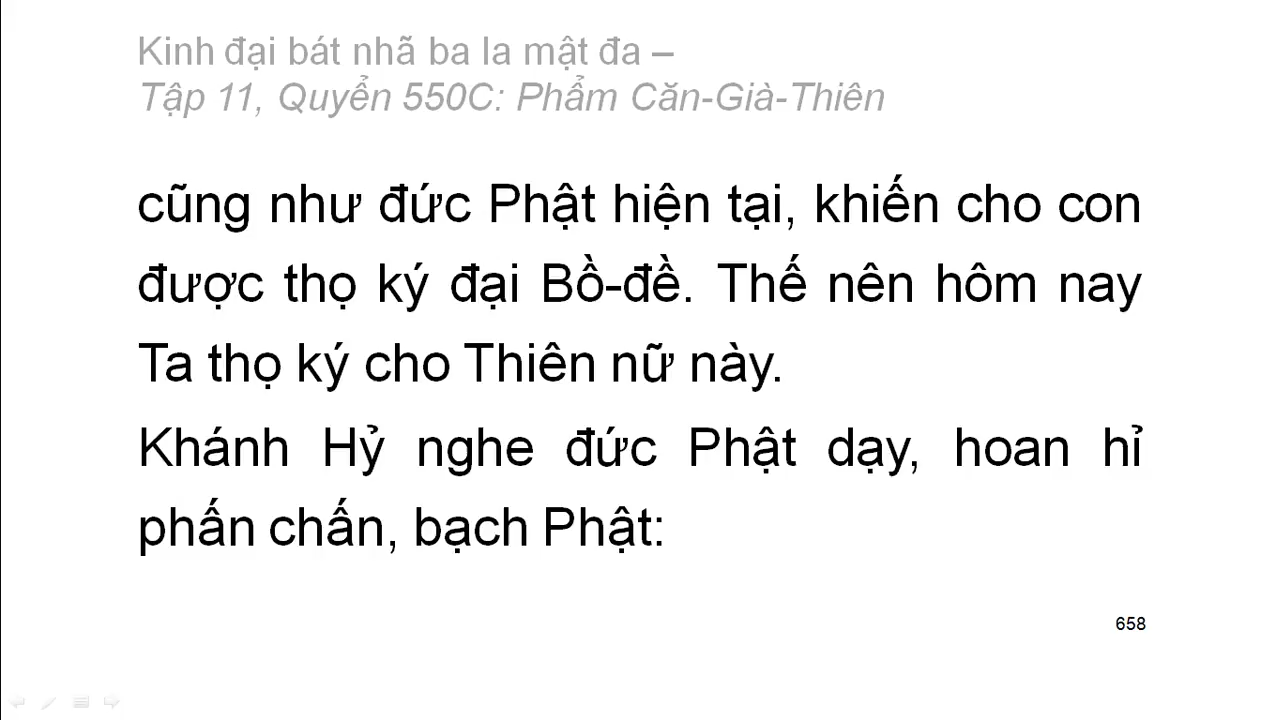 Kinh đại bát nhã ba la mật đa –
Tập 11, Quyển 550C: Phẩm Căn-Già-Thiên
cũng như đức Phật hiện tại, khiến cho con
được thọ ký đại Bồ-đề. Thế nên hôm nay
Ta thọ ký cho Thiên nữ này.
Khánh Hỷ nghe đức Phật dạy, hoan hỉ
phấn chấn, bạch Phật:
658